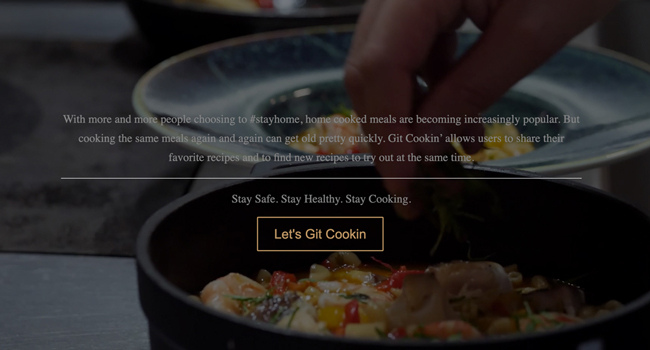 With more and more people choosing to #stayhome, home cooked meals are becoming increasingly popular. But
cooking the same meals again and again can get old pretty quickly. Git Cookin’ allows users to share their
favorite recipes and to find new recipes to try out at the same time.
Stay Safe. Stay Healthy. Stay Cooking.
Let's Git Cookin